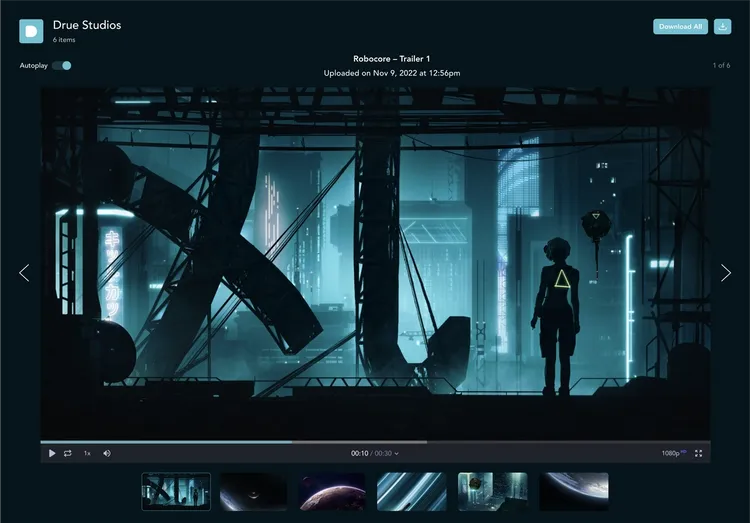 Drue Studios
6 items
Download All
Autoplay
Robocore – Trailer 1
Uploaded on Nov 9, 2022 at 12:56pm
1 of 6
1x
00:10 / 00:30
1080p